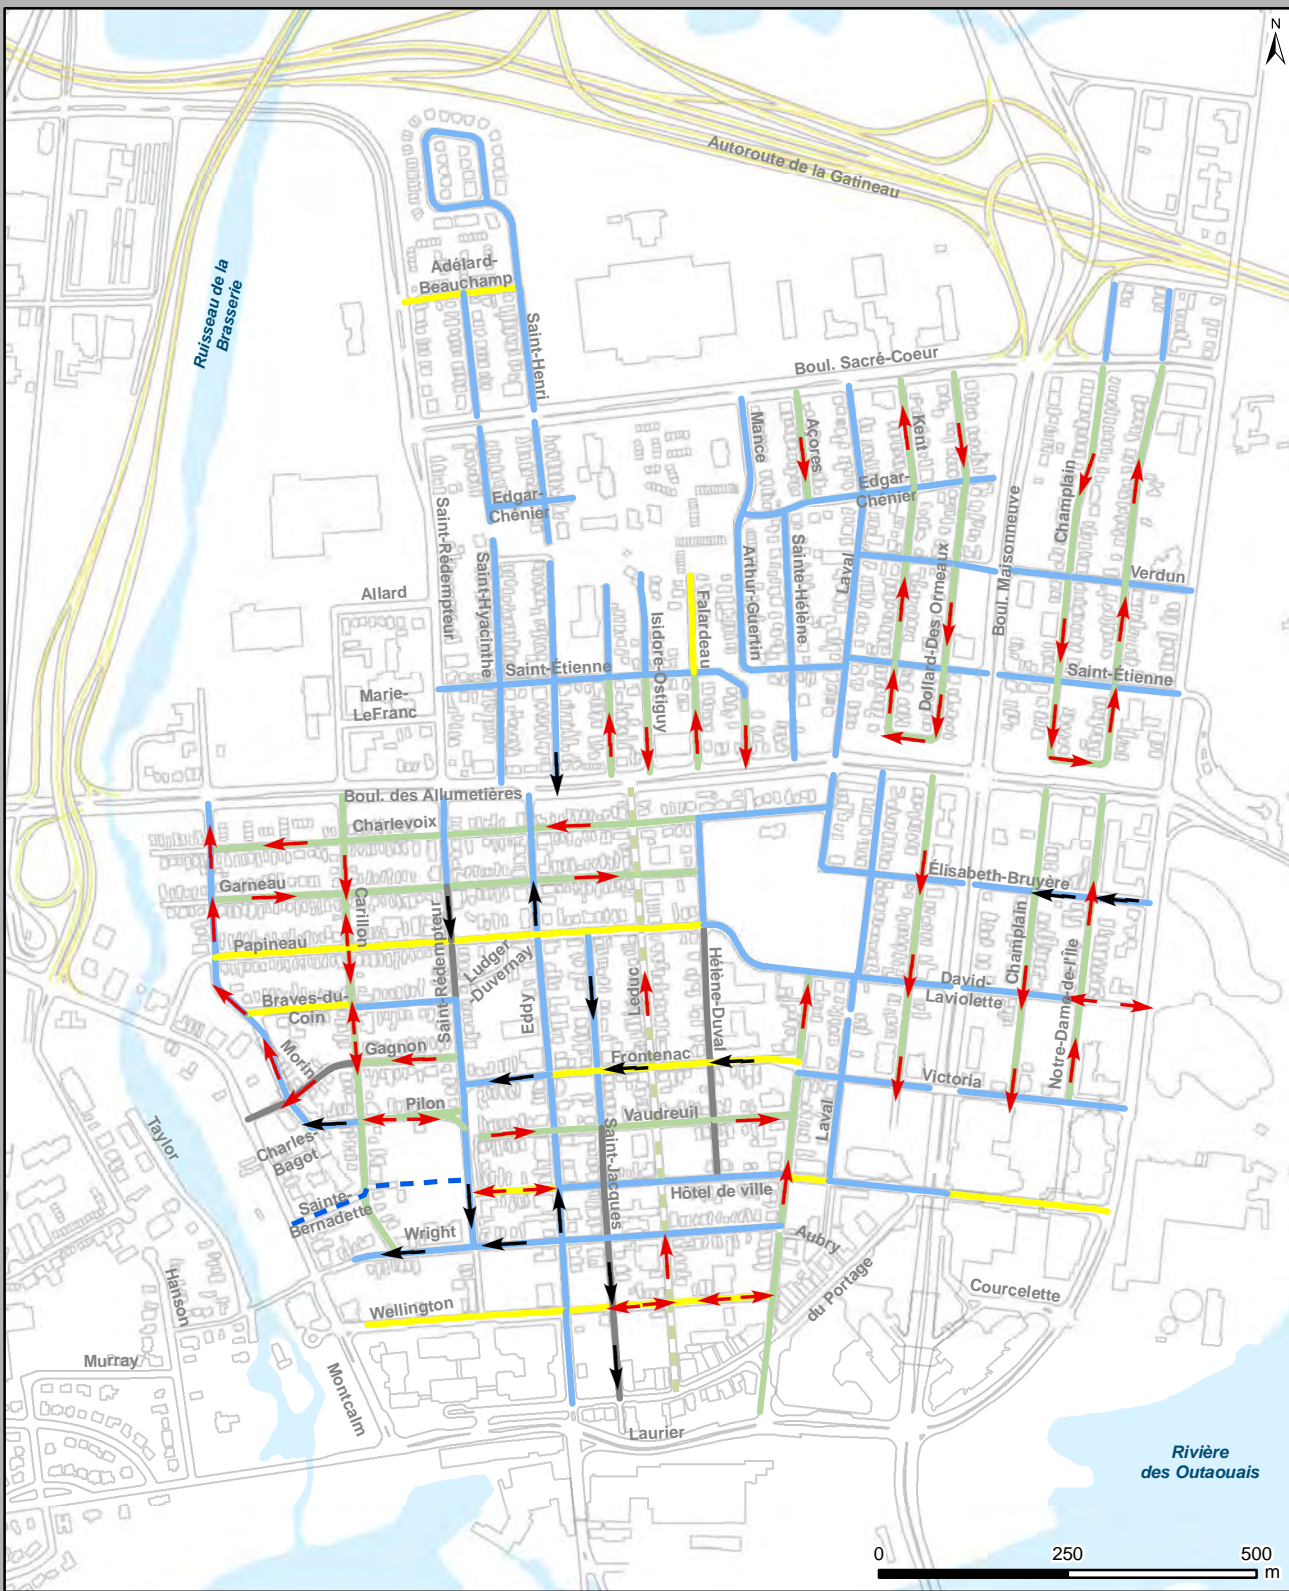 N
Autoroute de la Gatineau
Ruisseau de la
Brasserie
Adélard-
Beauchamp
Saint-Henri
Boul. Sacré-Coeur
Mance
Açores
Kent
Edgar-
Chénier
Edgar-
Chénier
Champlain
Boul. Maisonneuve
Saint-Rédempteur
Saint-Hyacinthe
Arthur-Guertin
Sainte-Hélène
Laval
Dollard-Des Ormeaux
Verdun
Allard
Isidore-Ostiguy
Falardeau
Saint-Étienne
Saint-Étienne
Marie-
LeFranc
Boul. des Allumetières
Charlevoix
Garneau
Carillon
Élisabeth-Bruyère
Papineau
Saint-Rédempteur
Ludger
-Duvernay
Eddy
Leduc
Hélène-Duval
Champlain
Notre-Dame-de-l'Île
David-
Laviolette
Braves-du-
Coin
Morin
Gagnon
Frontenac
Victoria
Pilon
Vaudreuil
Laval
Taylor
Charles-
Bagot
Saint-Jacques
Hôtel de ville
Sainte-
Bernadette
Wright
Aubry
du Portage
Hanson
Wellington
Courcelette
Murray
Montcalm
Laurier
Rivière
des Outaouais
0 250 500
m